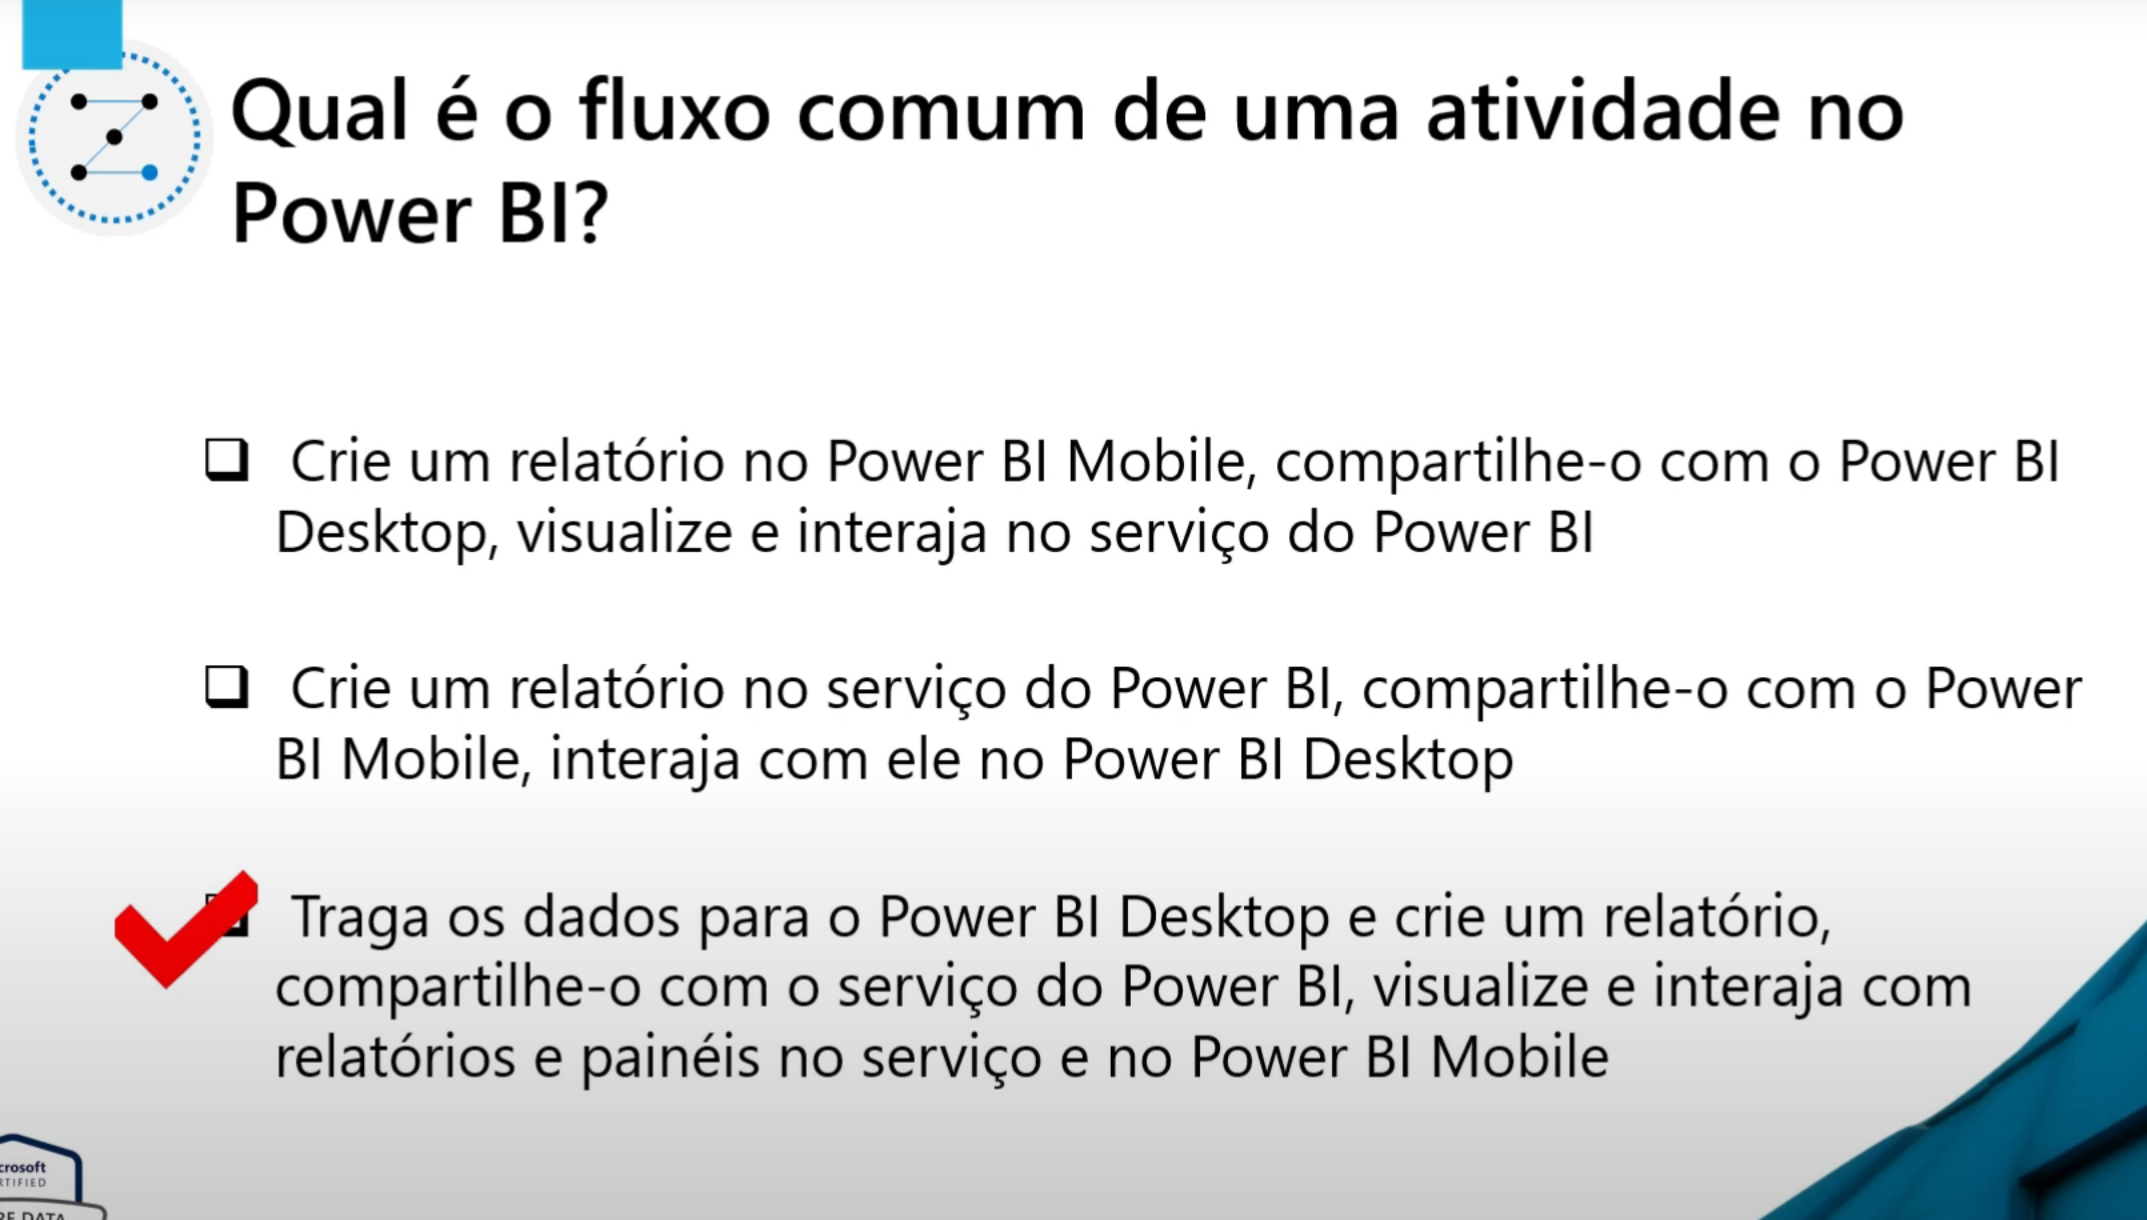 Qual é o fluxo comum de uma atividade no
Power BI?
Crie um relatório no Power BI Mobile, compartilhe-o com o Power BI
Desktop, visualize e interaja no serviço do Power BI
Crie um relatório no serviço do Power BI, compartilhe-o com o Power
BI Mobile, interaja com ele no Power BI Desktop
Traga os dados para o Power BI Desktop e crie um relatório,
compartilhe-o com o serviço do Power BI, visualize e interaja com
relatórios e painéis no serviço e no Power BI Mobile
crosoft
RTIFIED
RE DATA